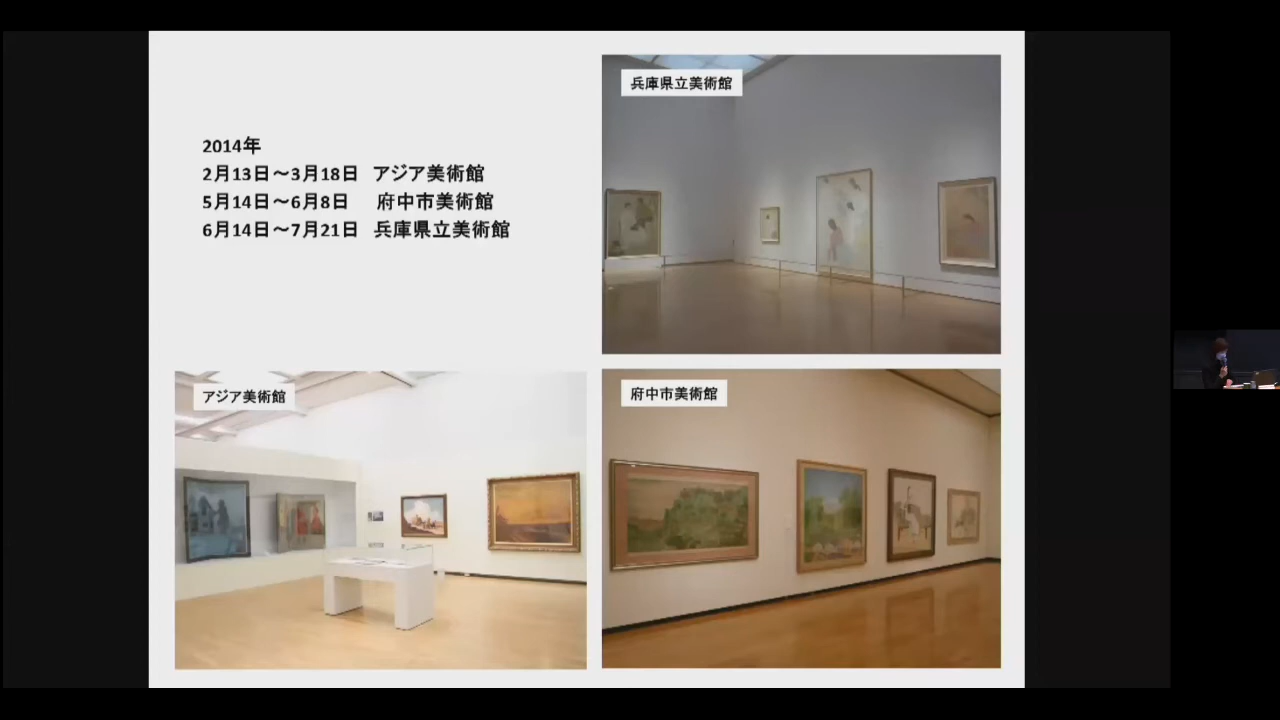 2014年
2月13日～3月18日 アジア美術館
5月14日～6月8日 府中市美術館
6月14日～7月21日 兵庫県立美術館
兵庫県立美術館
アジア美術館
府中市美術館